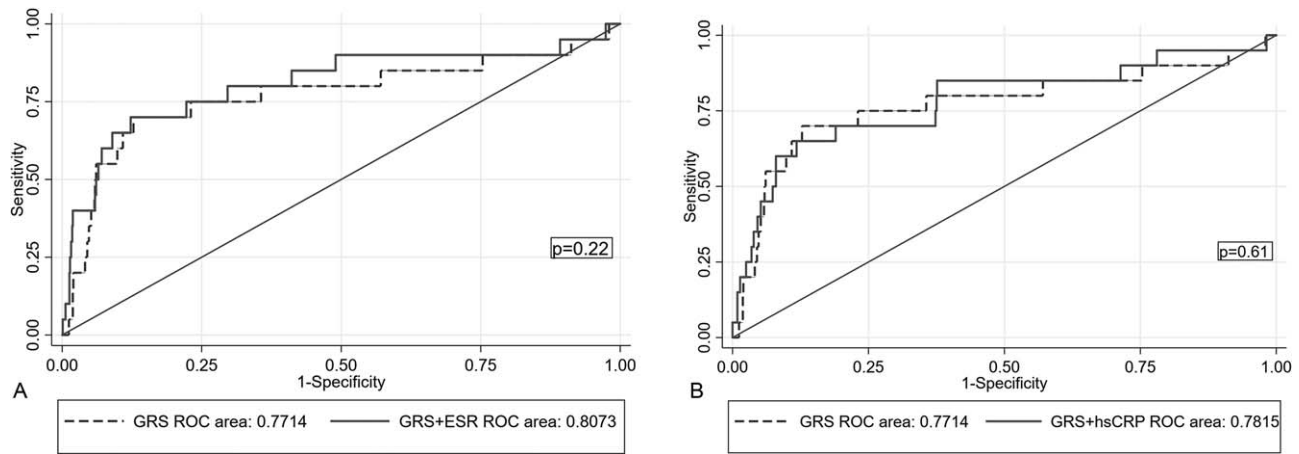 1.00
0.75
0.50
0.25
0.00
Sensitivity
p=0.22
0.00 0.25 0.50 0.75 1.00
1-Specificity
A
GRS ROC area: 0.7714 GRS+ESR ROC area: 0.8073
1.00
0.75
0.50
0.25
0.00
Sensitivity
p=0.61
0.00 0.25 0.50 0.75 1.00
1-Specificity
B
GRS ROC area: 0.7714 GRS+hsCRP ROC area: 0.7815